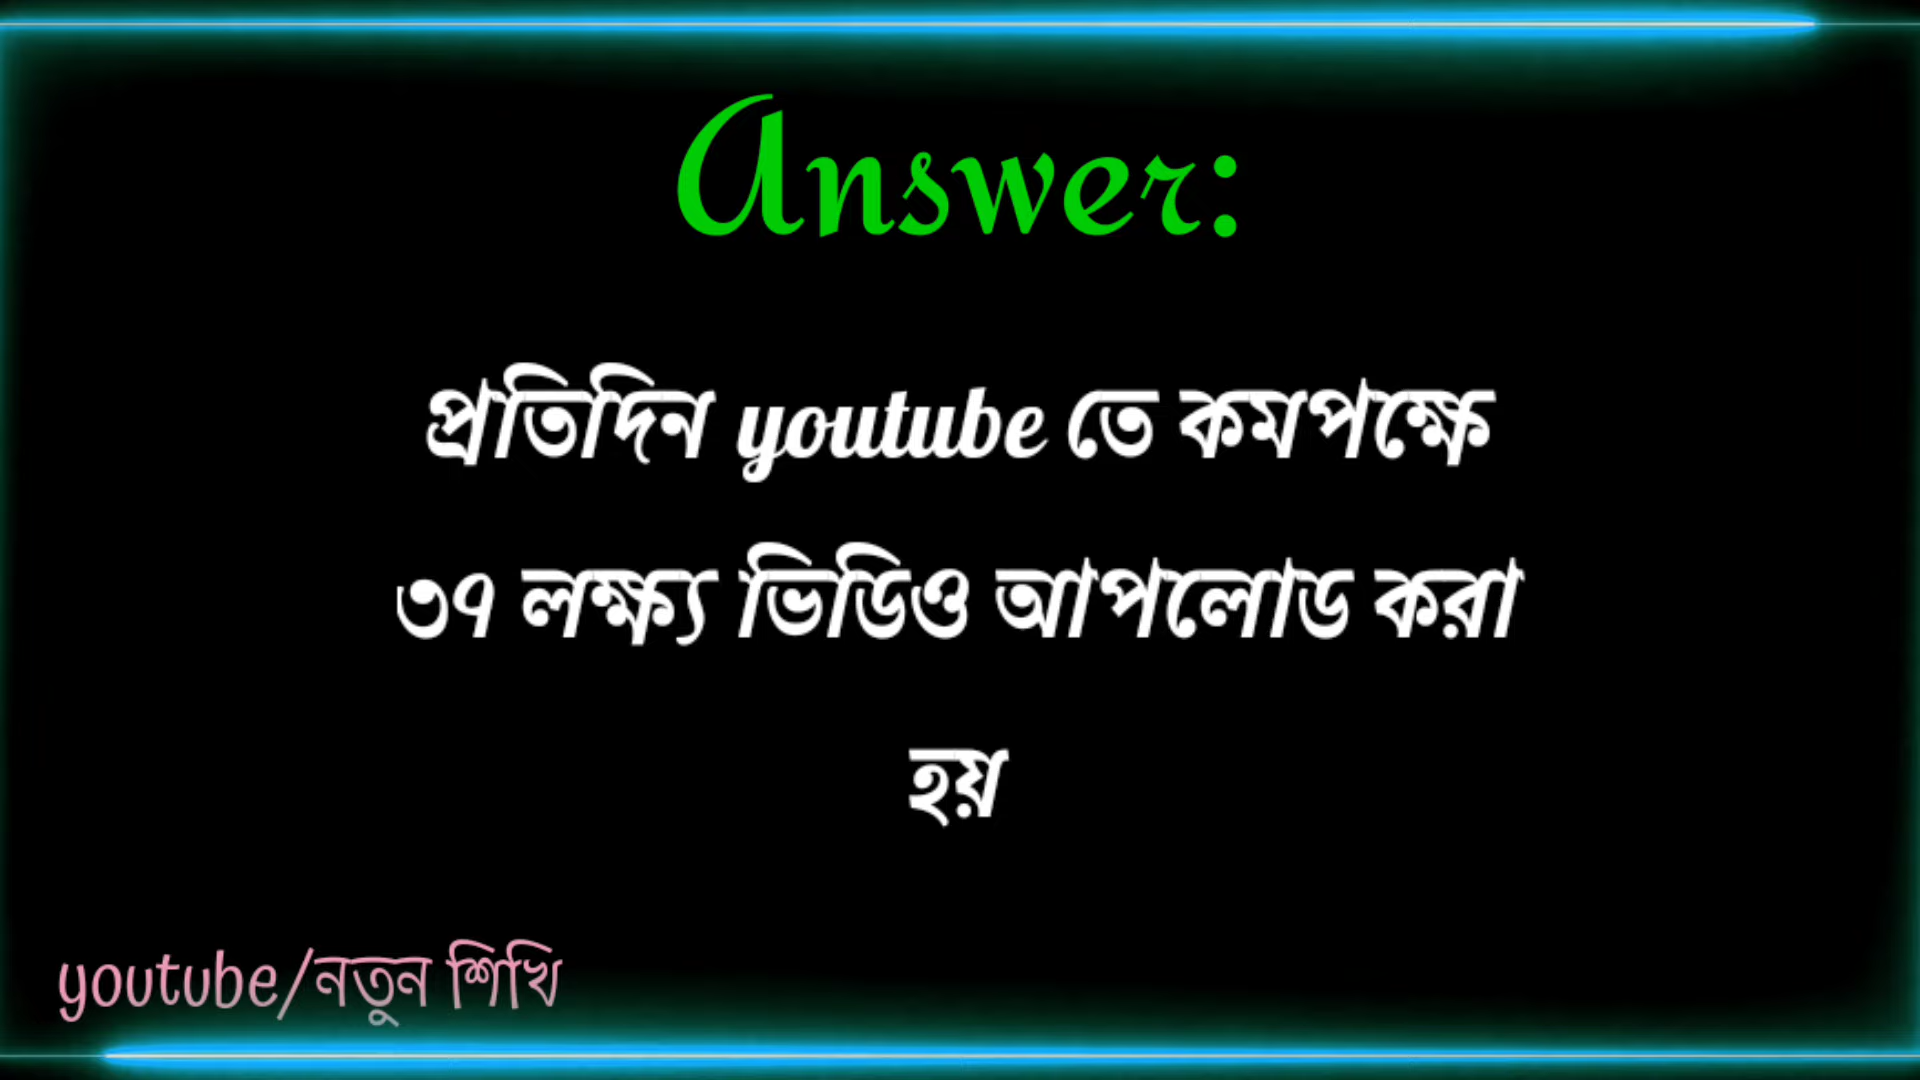 Answer:
প্রতিদিন youtube তে কমপক্ষে
৩৭ লক্ষ্য ভিডিও আপলোড করা
হয়
youtube/নতুন শিখি